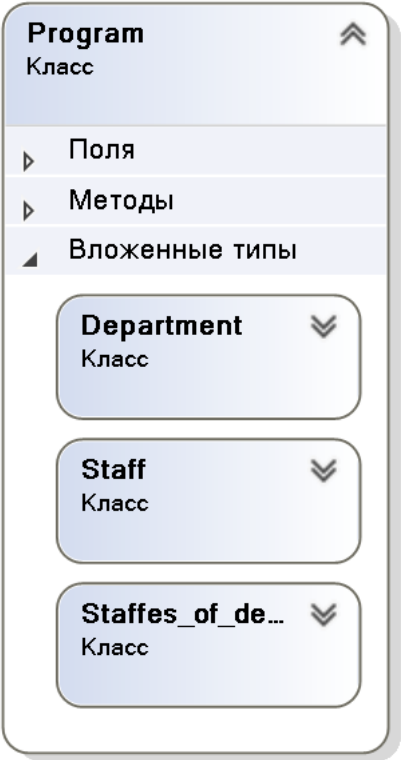 Program
Класс
Поля
Методы
Вложенные типы
Department
Класс
Staff
Класс
Staffes_of_de...
Класс